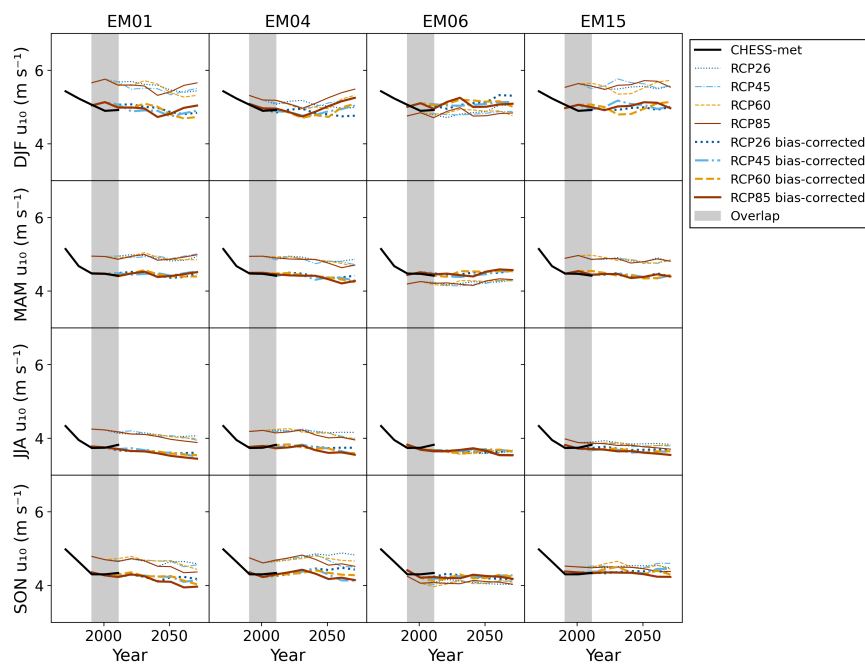 EM01 EM04 EM06 EM15
DJF u₁₀ (m s⁻¹)
6
4
MAM u₁₀ (m s⁻¹)
6
4
JJA u₁₀ (m s⁻¹)
6
4
SON u₁₀ (m s⁻¹)
6
4
2000 2050 2000 2050 2000 2050 2000 2050
Year Year Year Year
CHESS-met
RCP26
RCP45
RCP60
RCP85
RCP26 bias-corrected
RCP45 bias-corrected
RCP60 bias-corrected
RCP85 bias-corrected
Overlap